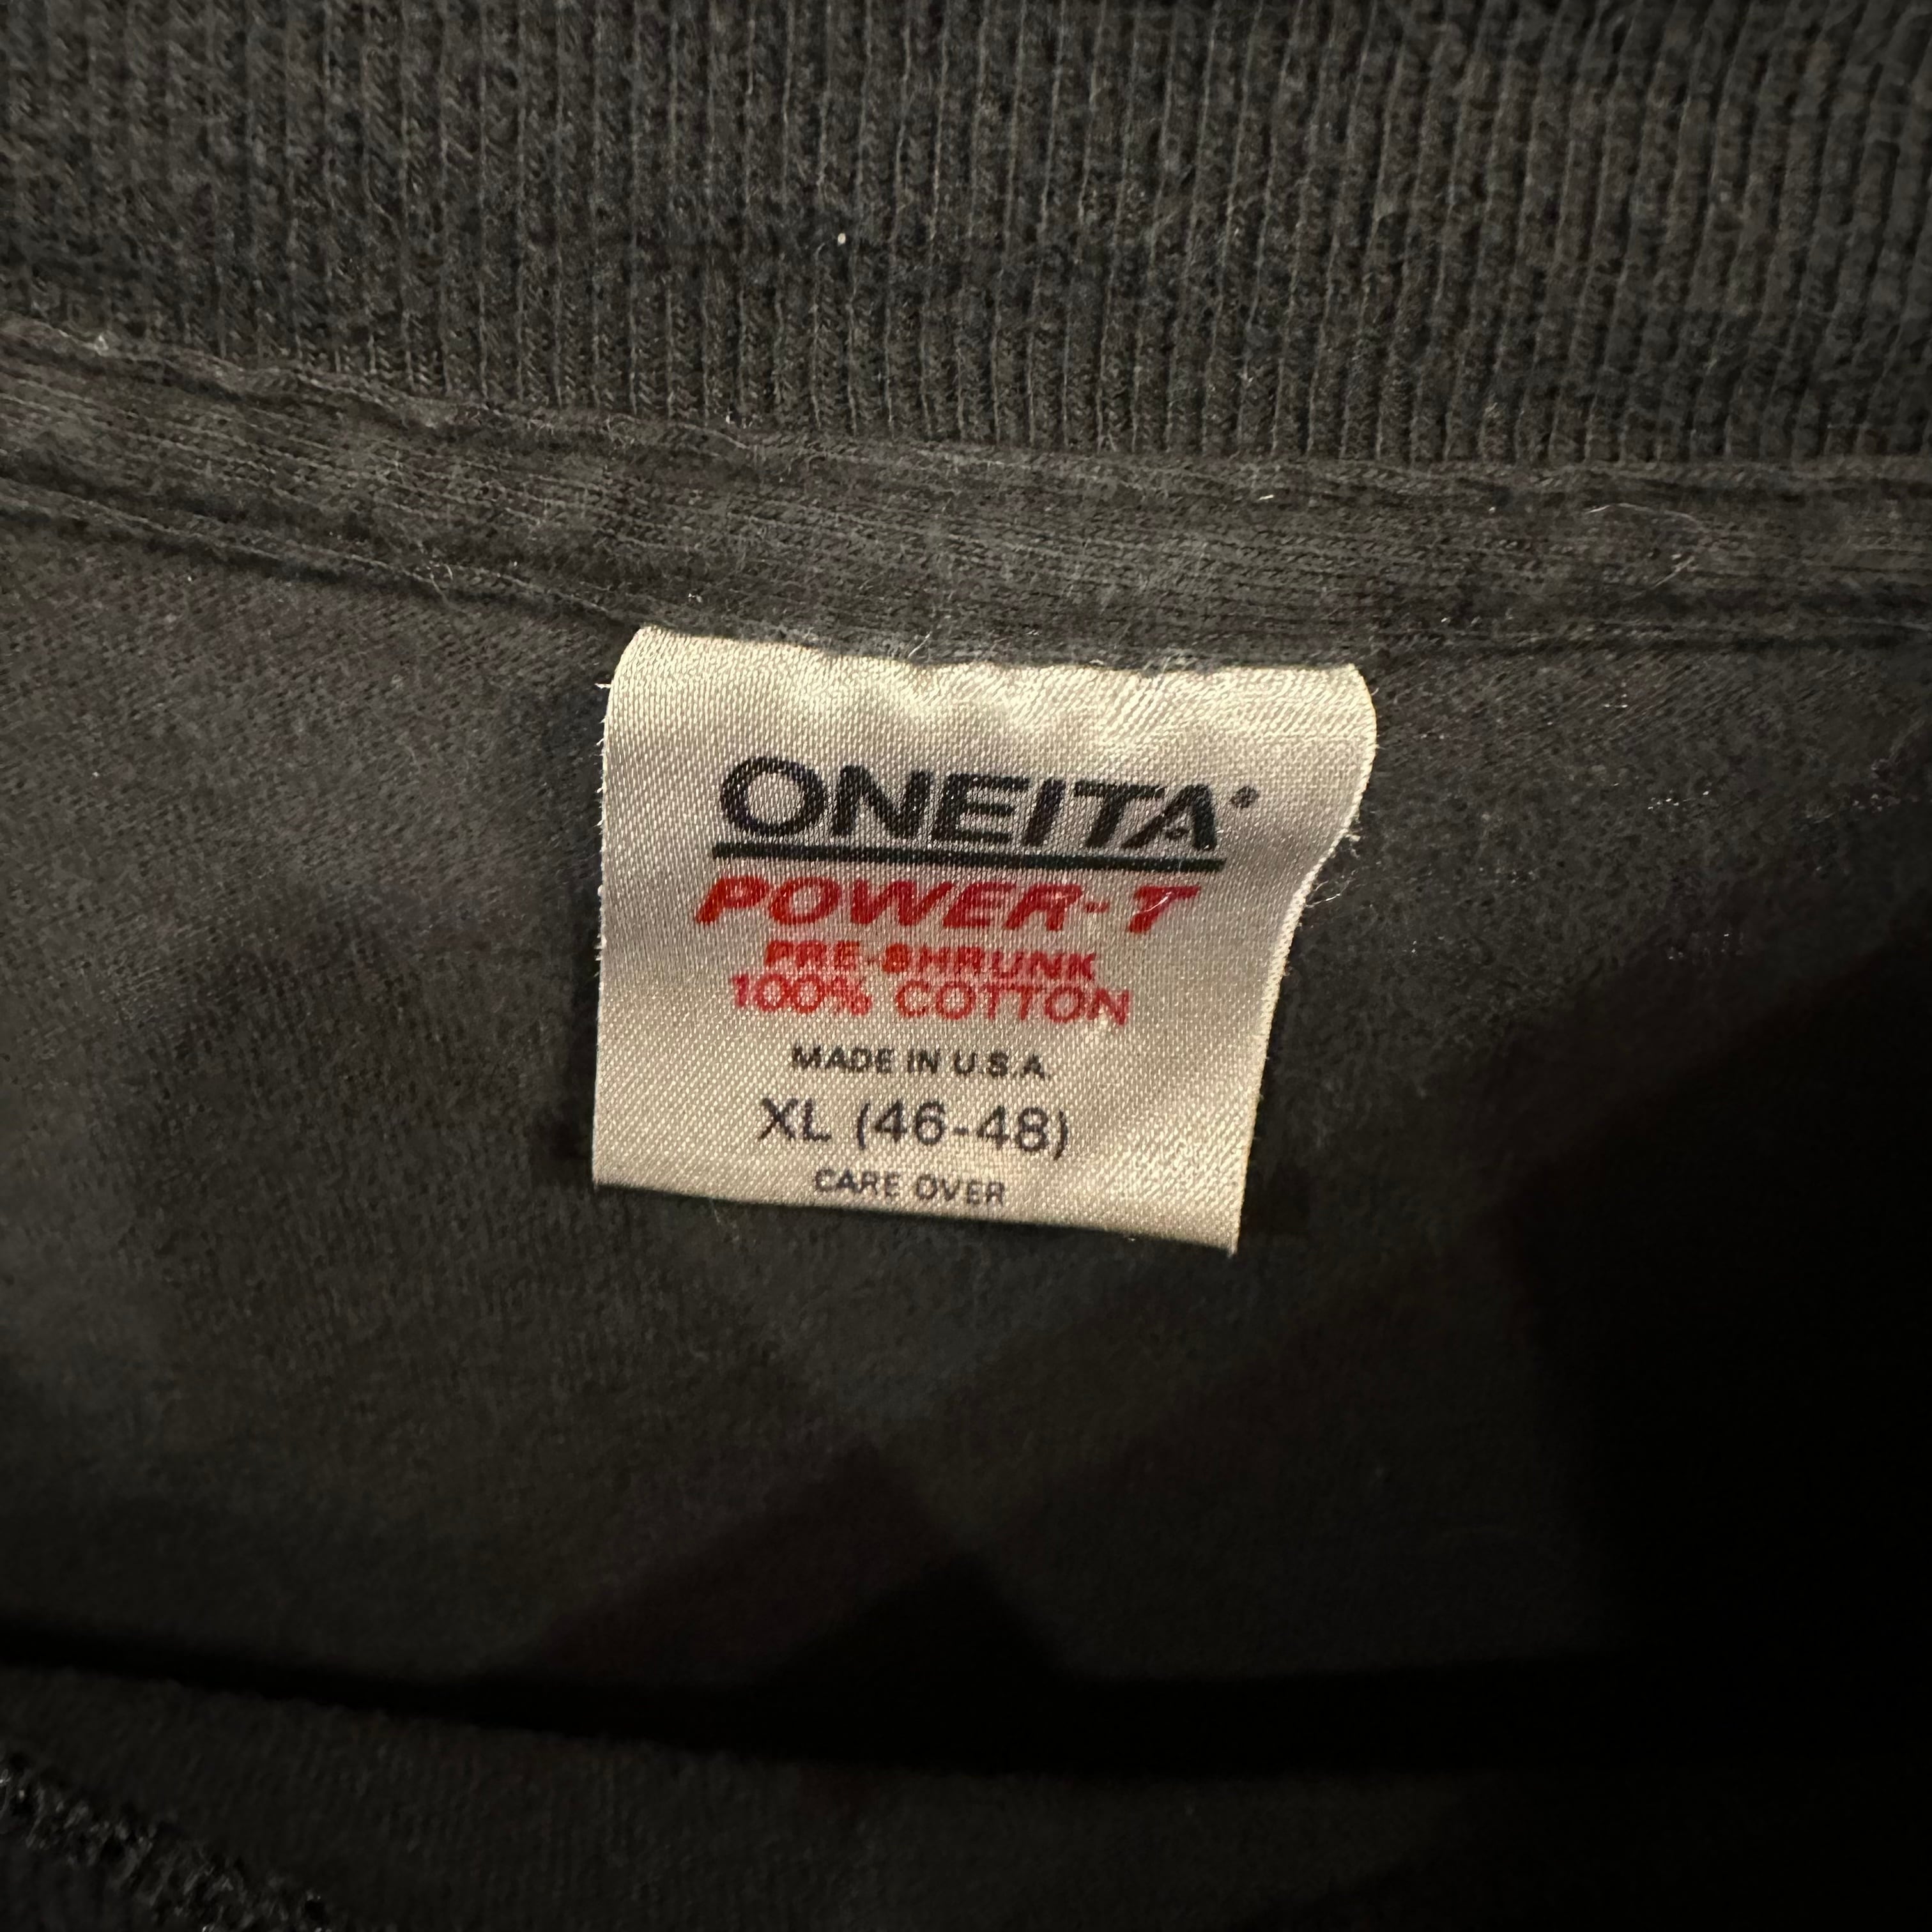 ONEITA
POWER-T
PRE-SHRUNK
100% COTTON
MADE IN U.S.A.
XL (46-48)
CARE OVER